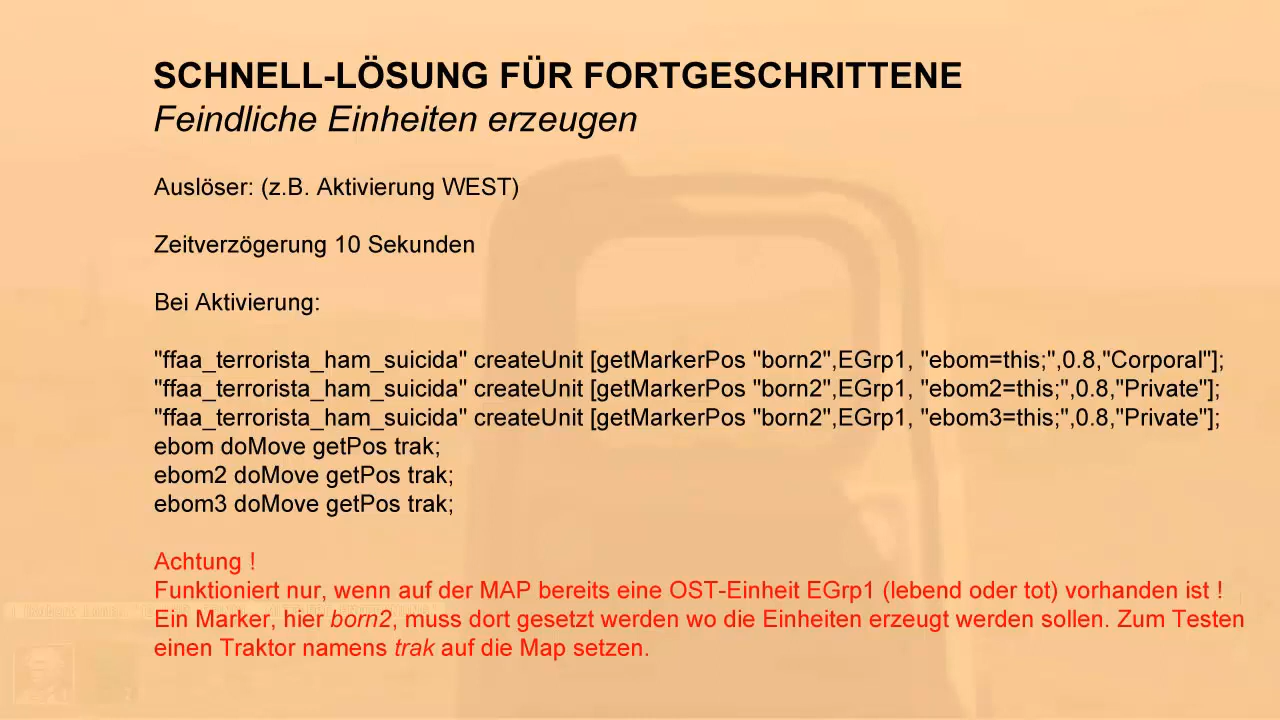 SCHNELL-LÖSUNG FÜR FORTGESCHRITTENE
Feindliche Einheiten erzeugen
Auslöser: (z.B. Aktivierung WEST)
Zeitverzögerung 10 Sekunden
Bei Aktivierung:
"ffaa_terrorista_ham_suicida" createUnit [getMarkerPos "born2",EGrp1, "ebom=this;",0.8,"Corporal"];
"ffaa_terrorista_ham_suicida" createUnit [getMarkerPos "born2",EGrp1, "ebom2=this;",0.8,"Private"];
"ffaa_terrorista_ham_suicida" createUnit [getMarkerPos "born2",EGrp1, "ebom3=this;",0.8,"Private"];
ebom doMove getPos trak;
ebom2 doMove getPos trak;
ebom3 doMove getPos trak;
Achtung !
Funktioniert nur, wenn auf der MAP bereits eine OST-Einheit EGrp1 (lebend oder tot) vorhanden ist !
Ein Marker, hier born2, muss dort gesetzt werden wo die Einheiten erzeugt werden sollen. Zum Testen
einen Traktor namens trak auf die Map setzen.